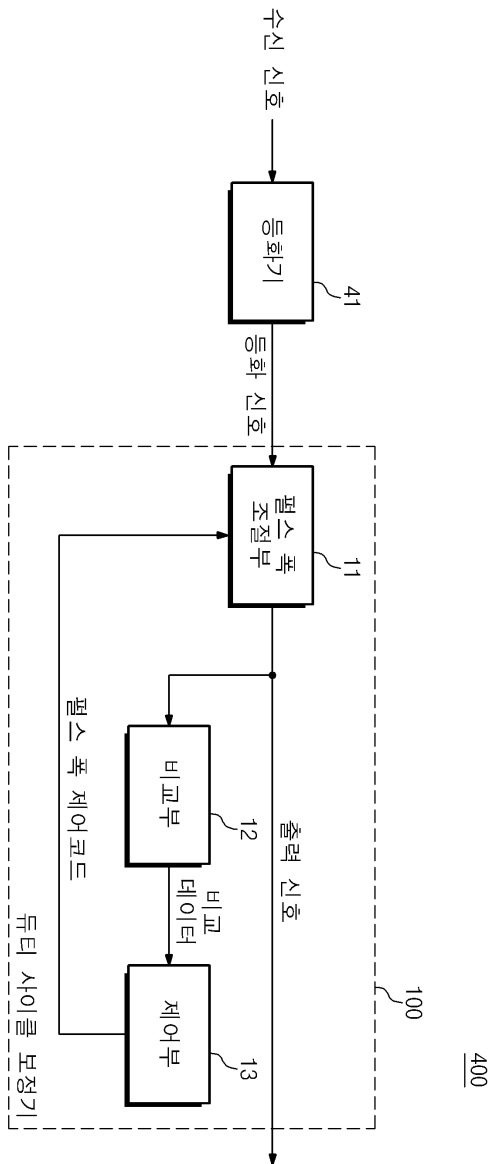 400
100
수신 신호
등화기
41
등화 신호
펄스 폭
조절부
11
출력 신호
비교부
12
비교
데이터
제어부
13
펄스 폭 제어코드
듀티 사이클 보정기